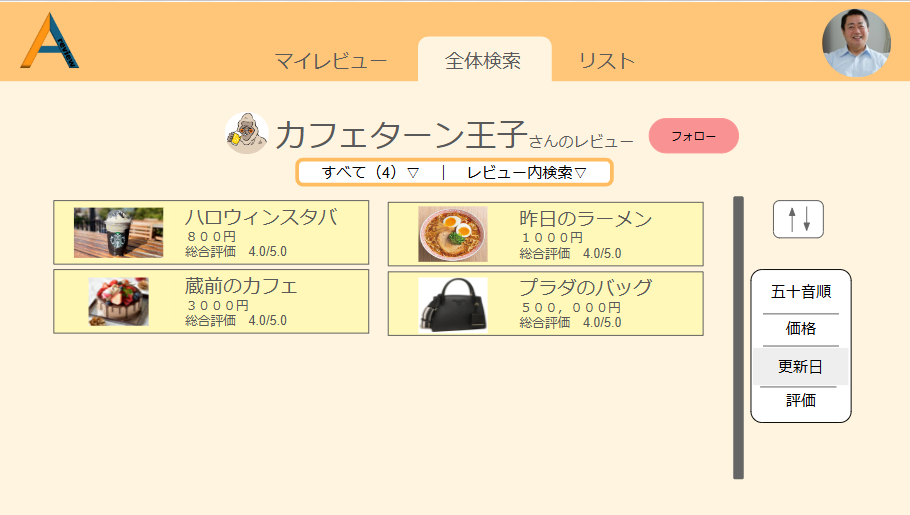 A review
マイレビュー
全体検索
リスト
カフェターン王子さんのレビュー
フォロー
すべて（4）▽ ｜ レビュー内検索▽
ハロウィンスタバ
８００円
総合評価 4.0/5.0
昨日のラーメン
１０００円
総合評価 4.0/5.0
蔵前のカフェ
３０００円
総合評価 4.0/5.0
プラダのバッグ
５００，０００円
総合評価 4.0/5.0
五十音順
価格
更新日
評価